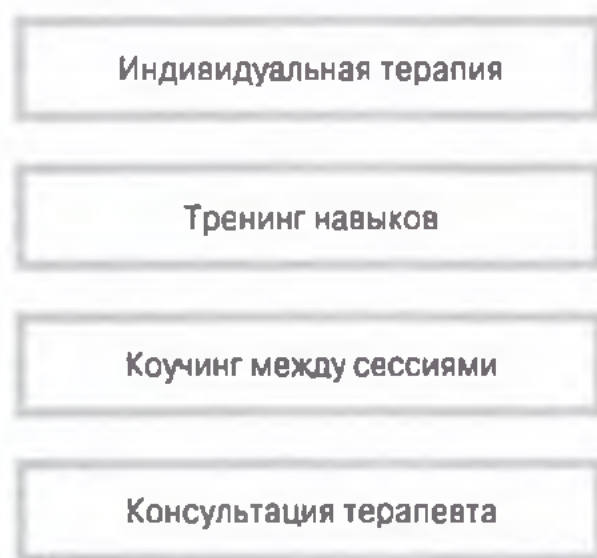 Индивидуальная терапия
Тренинг навыков
Коучинг между сессиями
Консультация терапевта